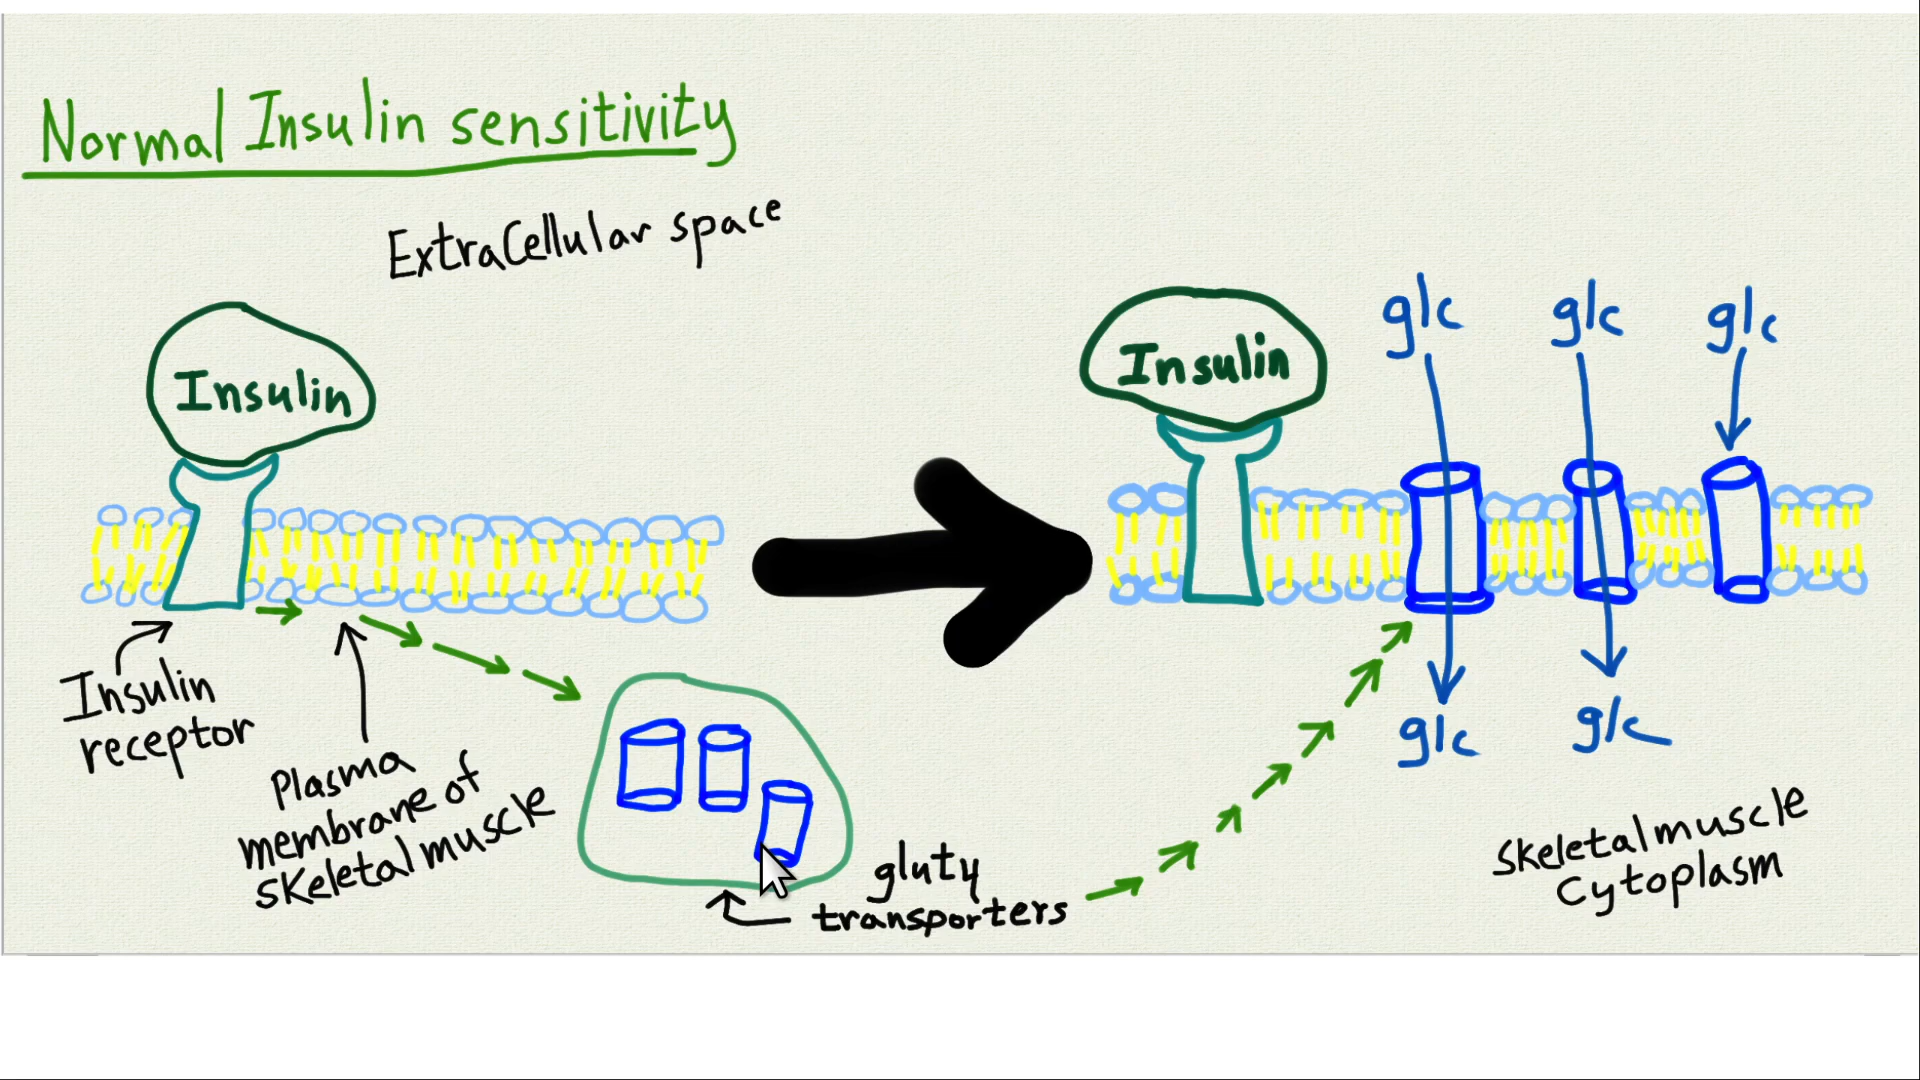 Normal Insulin sensitivity
Extracellular space
Insulin
Insulin
glc
glc
glc
Insulin
receptor
Plasma
membrane of
skeletal muscle
gluty
transporters
glc
glc
Skeletal muscle
Cytoplasm